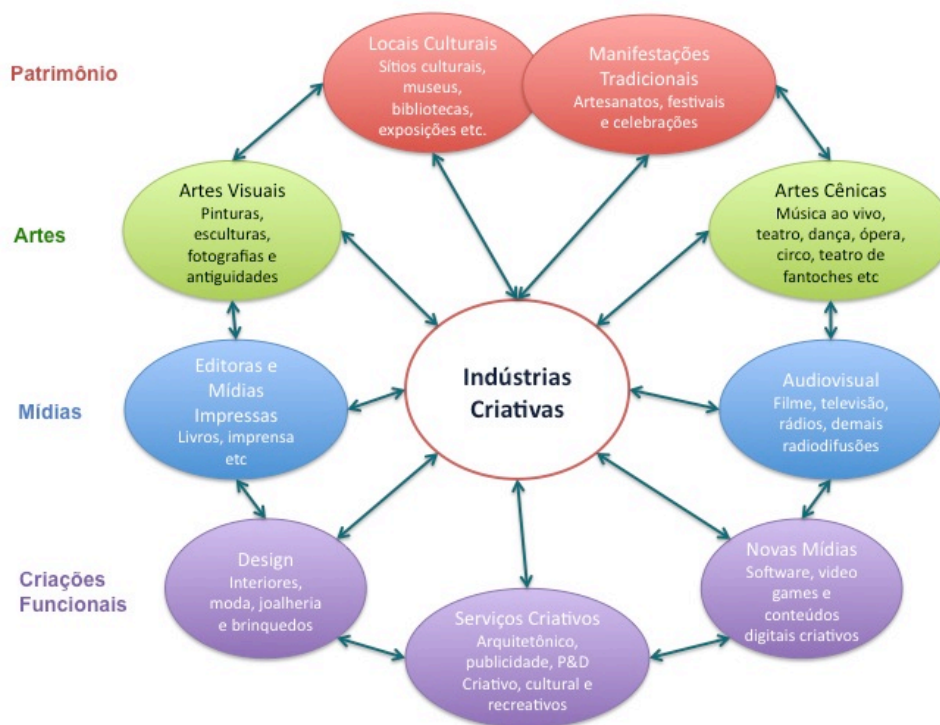 Patrimônio
Locais Culturais
Sítios culturais,
museus,
bibliotecas,
exposições etc.
Manifestações
Tradicionais
Artesanatos, festivais
e celebrações
Artes
Artes Visuais
Pinturas,
esculturas,
fotografias e
antiguidades
Artes Cênicas
Música ao vivo,
teatro, dança, ópera,
circo, teatro de
fantoches etc
Mídias
Editoras e
Mídias
Impressas
Livros, imprensa
etc
Indústrias
Criativas
Audiovisual
Filme, televisão,
rádios, demais
radiodifusões
Criações
Funcionais
Design
Interiores,
moda, joalheria
e brinquedos
Serviços Criativos
Arquitetônico,
publicidade, P&D
Criativo, cultural e
recreativos
Novas Mídias
Software, video
games e
conteúdos
digitais criativos